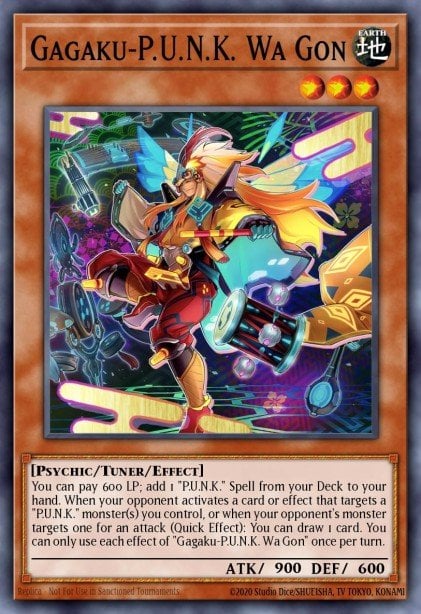 GAGAKU-P.U.N.K. WA GON
EARTH
地
[PSYCHIC/TUNER/EFFECT]
You can pay 600 LP; add 1 "P.U.N.K." Spell from your Deck to your
hand. When your opponent activates a card or effect that targets a
"P.U.N.K." monster(s) you control, or when your opponent's monster
targets one for an attack (Quick Effect): You can draw 1 card. You
can only use each effect of "Gagaku-P.U.N.K. Wa Gon" once per turn.
ATK/ 900 DEF/ 600
Replica - Not For Use in Sanctioned Tournaments
©2020 Studio Dice/SHUEISHA, TV TOKYO, KONAMI